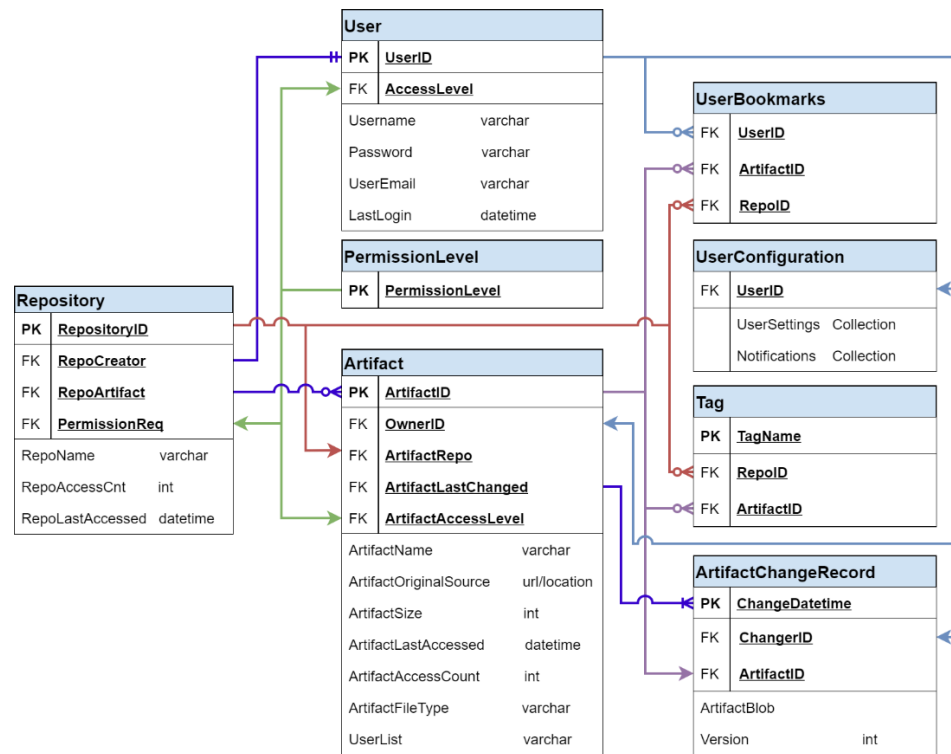 User
PK UserID
FK AccessLevel
Username varchar
Password varchar
UserEmail varchar
LastLogin datetime
PermissionLevel
PK PermissionLevel
Repository
PK RepositoryID
FK RepoCreator
FK RepoArtifact
FK PermissionReq
RepoName varchar
RepoAccessCnt int
RepoLastAccessed datetime
Artifact
PK ArtifactID
FK OwnerID
FK ArtifactRepo
FK ArtifactLastChanged
FK ArtifactAccessLevel
ArtifactName varchar
ArtifactOriginalSource url/location
ArtifactSize int
ArtifactLastAccessed datetime
ArtifactAccessCount int
ArtifactFileType varchar
UserList varchar
UserBookmarks
FK UserID
FK ArtifactID
FK RepoID
UserConfiguration
FK UserID
UserSettings Collection
Notifications Collection
Tag
PK TagName
FK RepoID
FK ArtifactID
ArtifactChangeRecord
PK ChangeDatetime
FK ChangerID
FK ArtifactID
ArtifactBlob
Version int